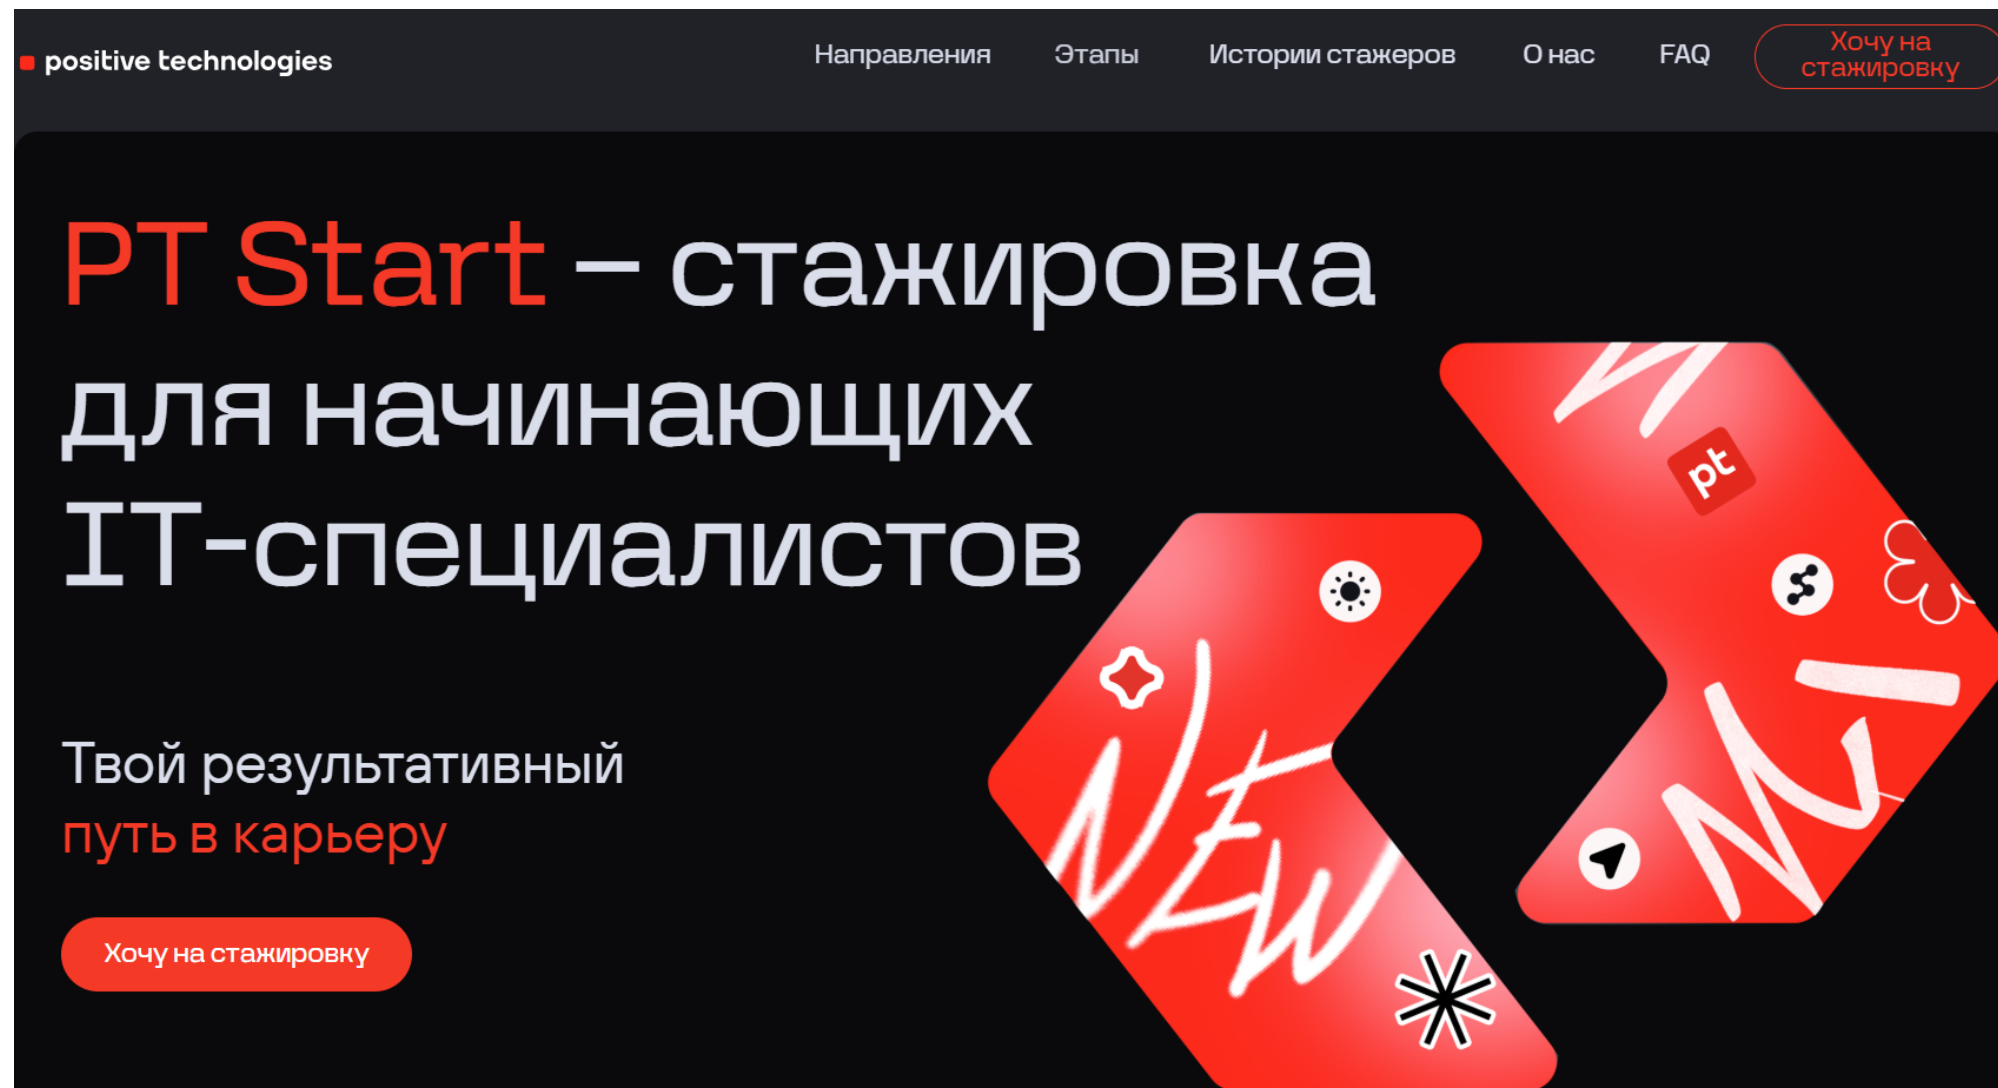 positive technologies
Направления
Этапы
Истории стажеров
О нас
FAQ
Хочу на
стажировку
PT Start – стажировка
для начинающих
IT-специалистов
pt
NEW
Твой результативный
путь в карьеру
Хочу на стажировку